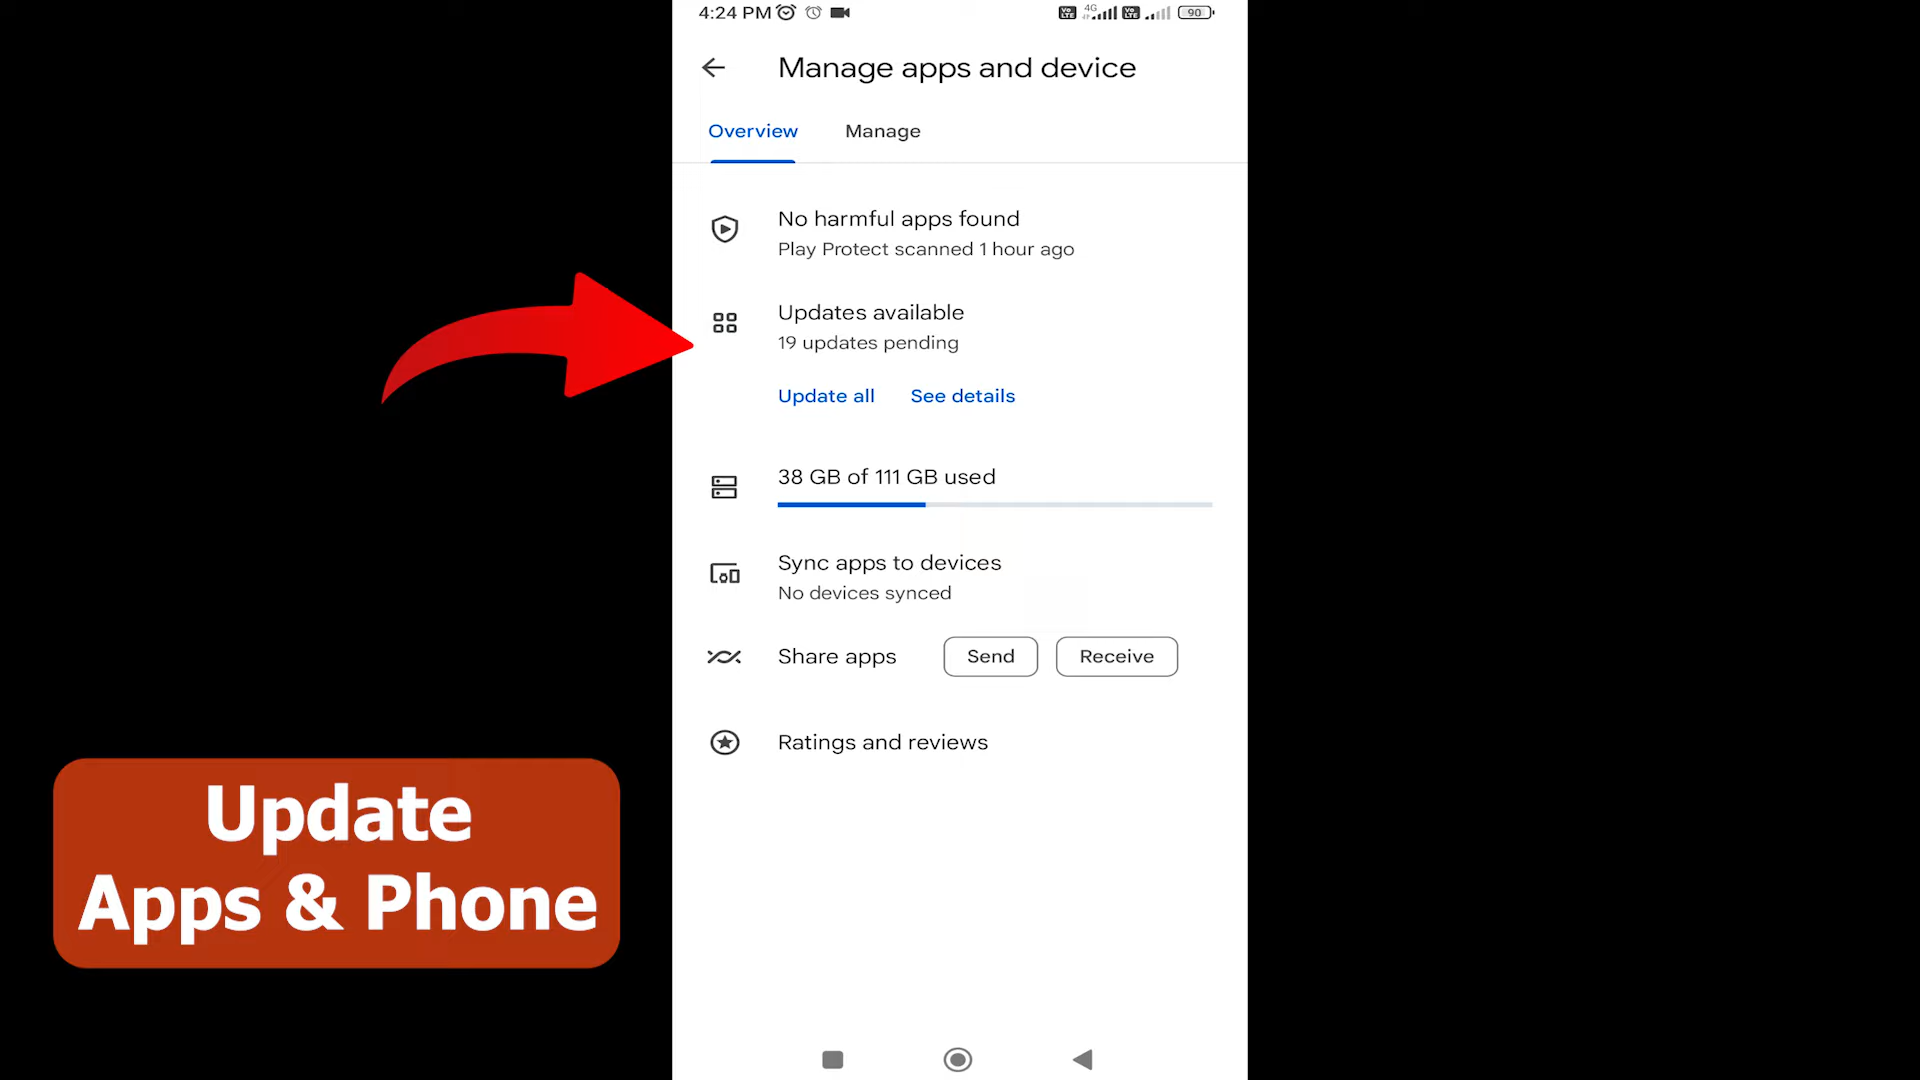 4:24 PM
4G
90
Manage apps and device
Overview
Manage
No harmful apps found
Play Protect scanned 1 hour ago
Updates available
19 updates pending
Update all
See details
38 GB of 111 GB used
Sync apps to devices
No devices synced
Share apps
Send
Receive
Ratings and reviews
Update
Apps & Phone